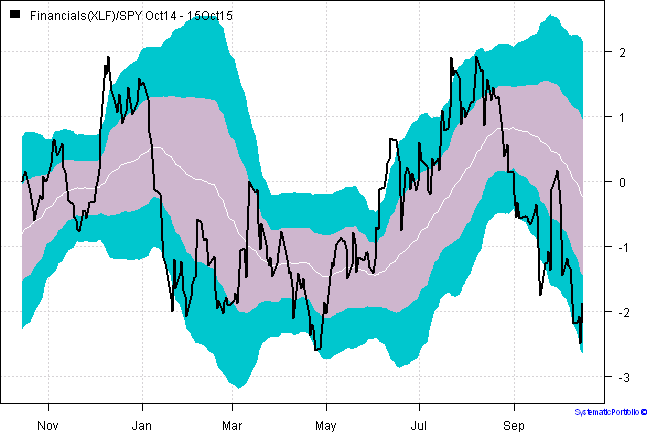 Financials(XLF)/SPY Oct14 - 15Oct15
2
1
0
-1
-2
-3
Nov Jan Mar May Jul Sep
SystematicPortfolio ©